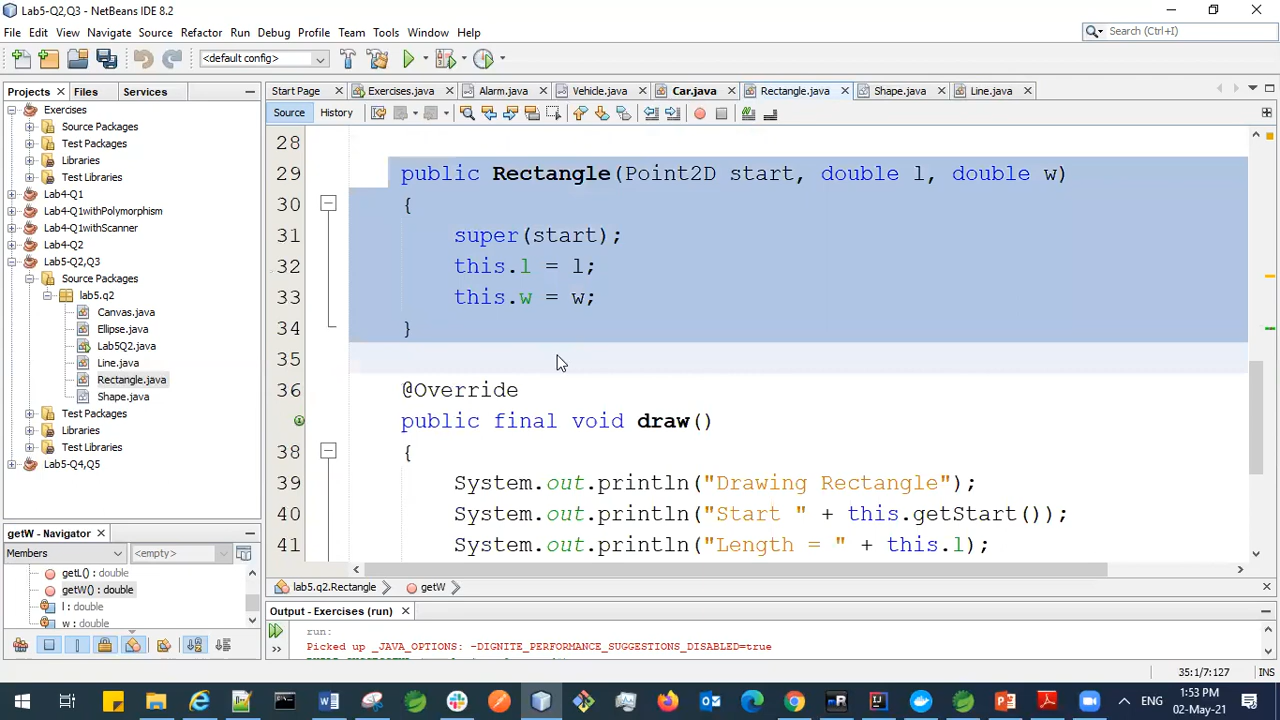 Lab5-Q2,Q3 - NetBeans IDE 8.2
File Edit View Navigate Source Refactor Run Debug Profile Team Tools Window Help
Search (Ctrl+I)
<default config>
Projects Files Services
Start Page Exercises.java Alarm.java Vehicle.java Car.java Rectangle.java Shape.java Line.java
Source History
Exercises
Source Packages
Test Packages
Libraries
Test Libraries
Lab4-Q1
Lab4-Q1withPolymorphism
Lab4-Q1withScanner
Lab4-Q2
Lab5-Q2,Q3
Source Packages
lab5.q2
Canvas.java
Ellipse.java
Lab5Q2.java
Line.java
Rectangle.java
Shape.java
Test Packages
Libraries
Test Libraries
Lab5-Q4,Q5
28
29 public Rectangle(Point2D start, double l, double w)
30 {
31 super(start);
32 this.l = l;
33 this.w = w;
34 }
35
36 @Override
public final void draw()
38 {
39 System.out.println("Drawing Rectangle");
40 System.out.println("Start " + this.getStart());
41 System.out.println("Length = " + this.l);
getW - Navigator
Members <empty>
getL() : double
getW() : double
l : double
w : double
lab5.q2.Rectangle getW
Output - Exercises (run)
run:
Picked up _JAVA_OPTIONS: -DIGNITE_PERFORMANCE_SUGGESTIONS_DISABLED=true
35:1/7:127 INS
ENG
1:53 PM
02-May-21